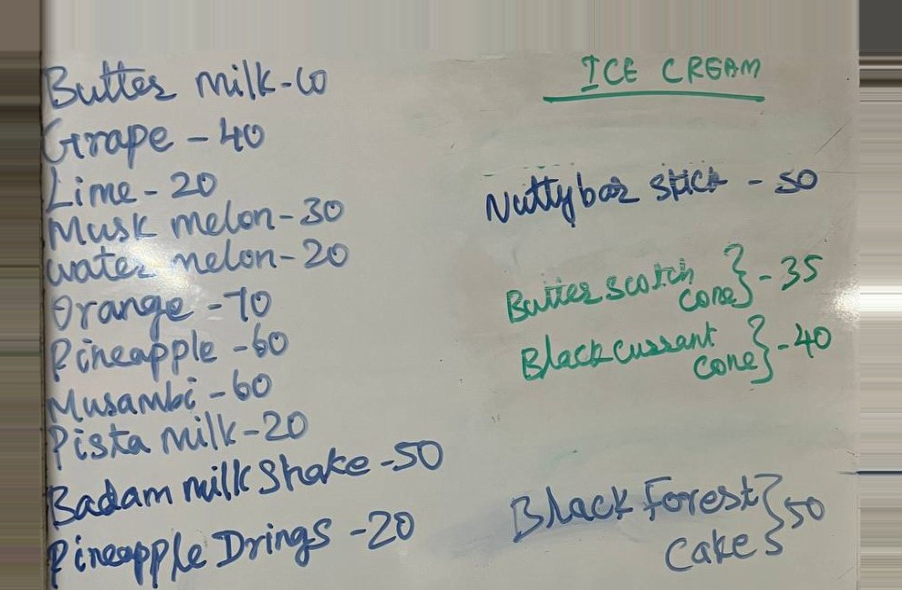 Butter milk-60
Grape - 40
Lime - 20
Musk melon-30
water melon-20
Orange -70
Pineapple -60
Musambi -60
Pista milk-20
Badam milk Shake -50
Pineapple Drings -20
ICE CREAM
Nuttybar stick - 50
Butter scotch
cone } -35
Blackcurrant
cone } -40
Black Forest
Cake } 50